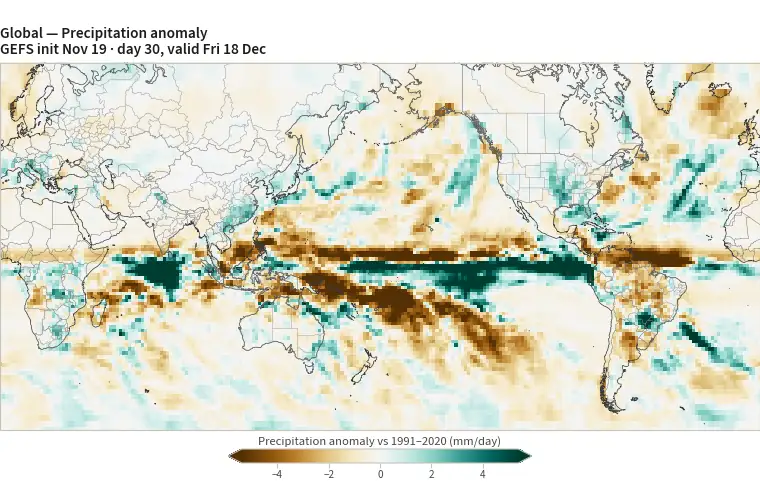 Global — Precipitation anomaly
GEFS init Nov 19 · day 30, valid Fri 18 Dec
Precipitation anomaly vs 1991–2020 (mm/day)
−4 −2 0 2 4